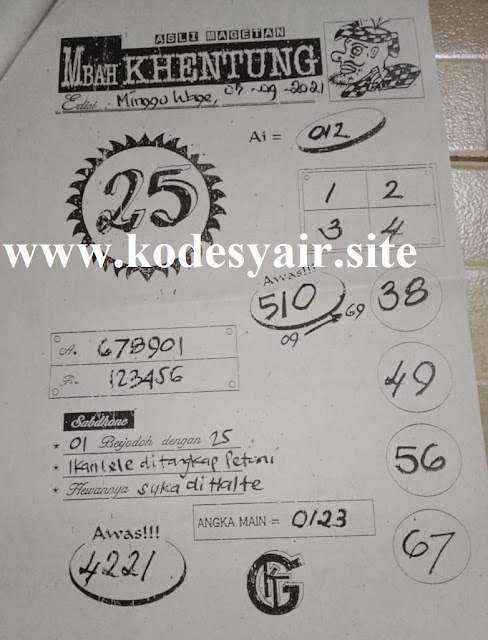 ASLI MAGETAN
MBAH KHENTUNG
Edisi : Minggu Wage, 07-09-2021
Ai = 012
25
1 2
3 4
www.kodesyair.site
Awas!!!
510
09 69
38
A. 678901
B. 123456
49
Sabdhono
* 01 Berjodoh dengan 25
* Ikan lele ditangkap Petani
* Hewannya suka di Halte
56
ANGKA MAIN = 0123
Awas!!!
4221
67